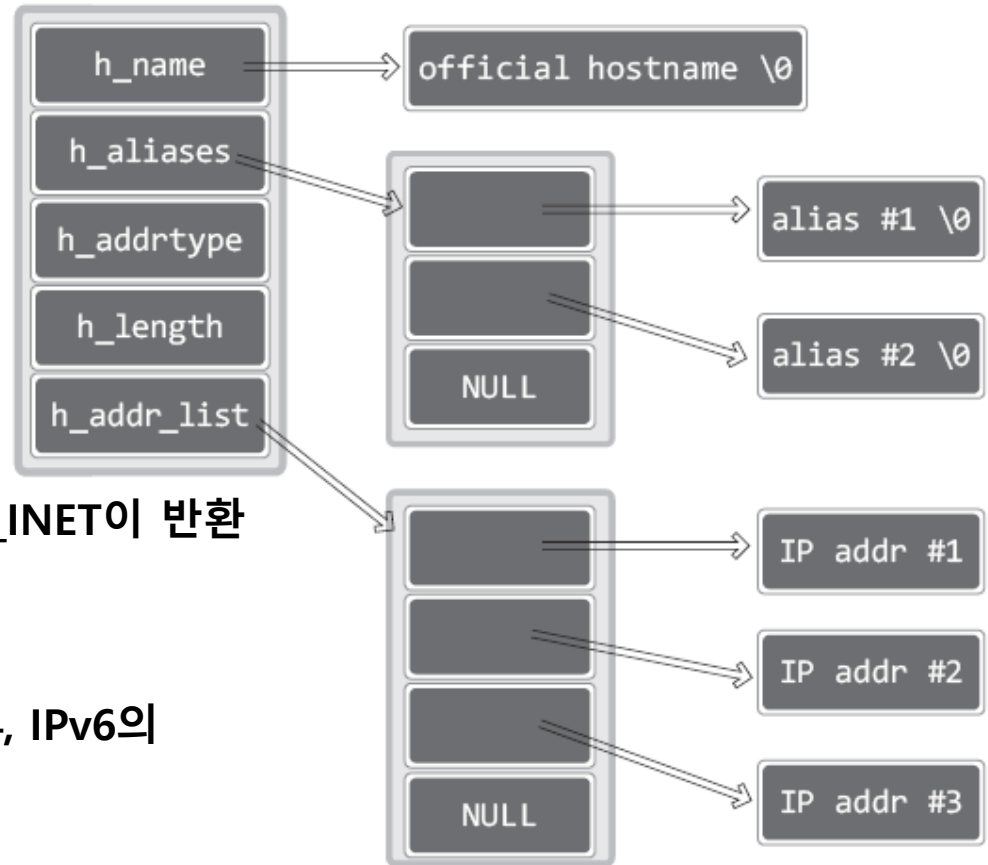 h_name
official hostname \0
h_aliases
h_addrtype
h_length
h_addr_list
alias #1 \0
alias #2 \0
NULL
_INET이 반환
, IPv6의
IP addr #1
IP addr #2
IP addr #3
NULL